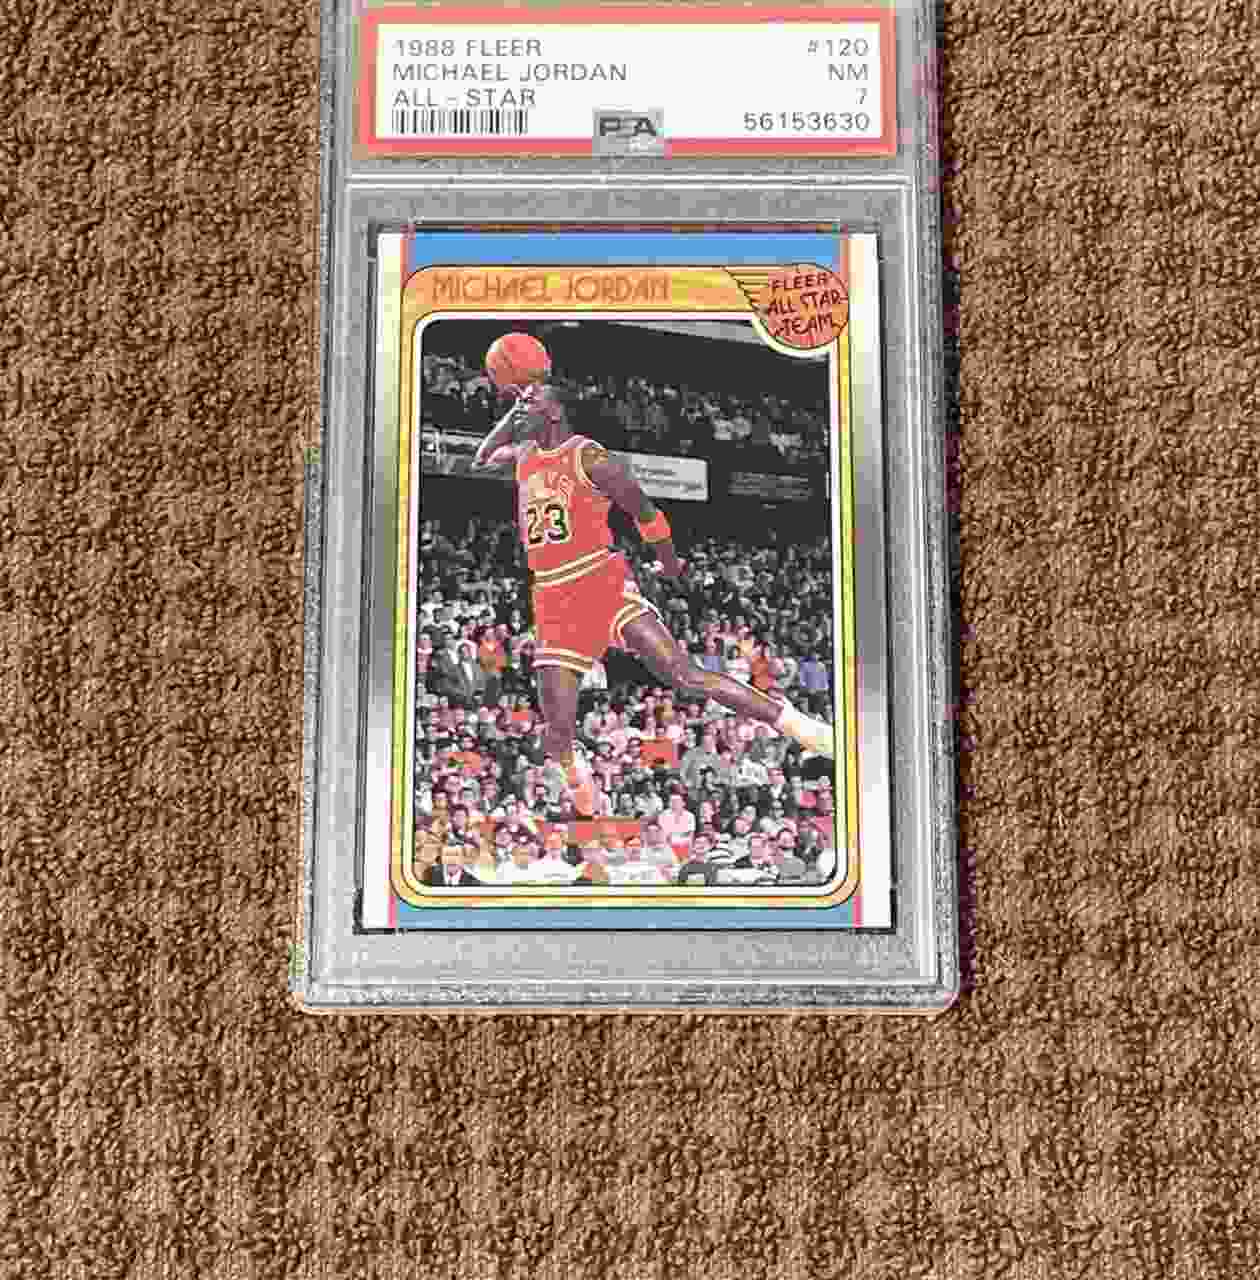 1988 FLEER #120
MICHAEL JORDAN NM
ALL - STAR 7
PSA 56153630
MICHAEL JORDAN
FLEER
ALL STAR
TEAM
23